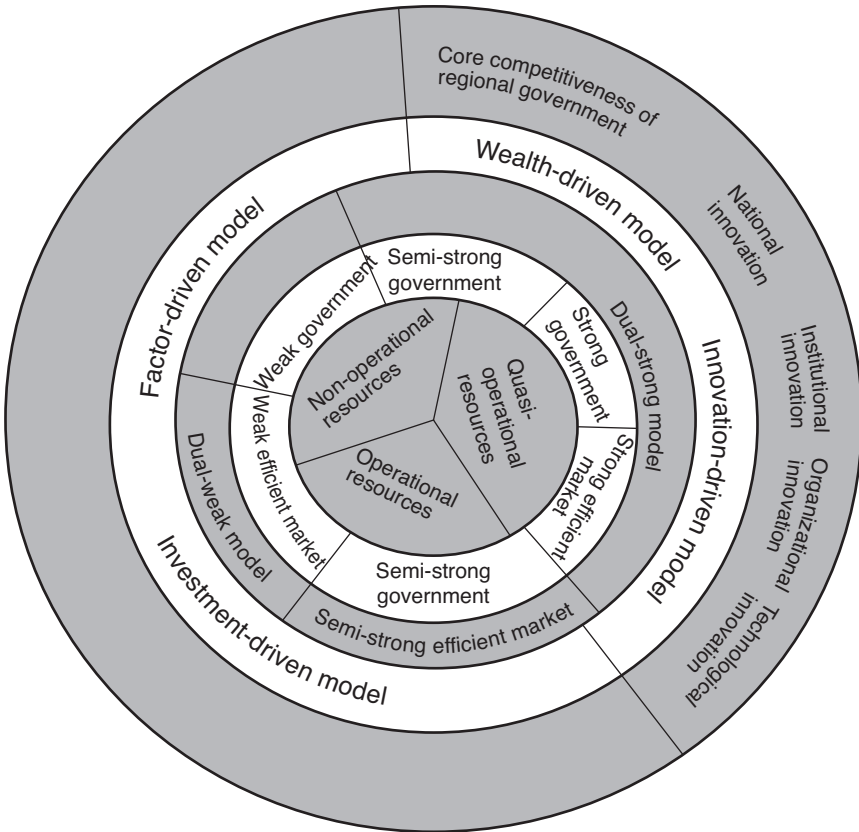 Core competitiveness of
regional government
National
innovation
Institutional
innovation
Organizational
innovation
Technological
innovation
Wealth-driven model
Factor-driven model
Innovation-driven model
Investment-driven model
Dual-strong model
Dual-weak model
Semi-strong efficient market
Semi-strong
government
Weak government
Strong
government
Weak efficient market
Strong efficient
market
Semi-strong
government
Non-operational
resources
Quasi-
operational
resources
Operational
resources